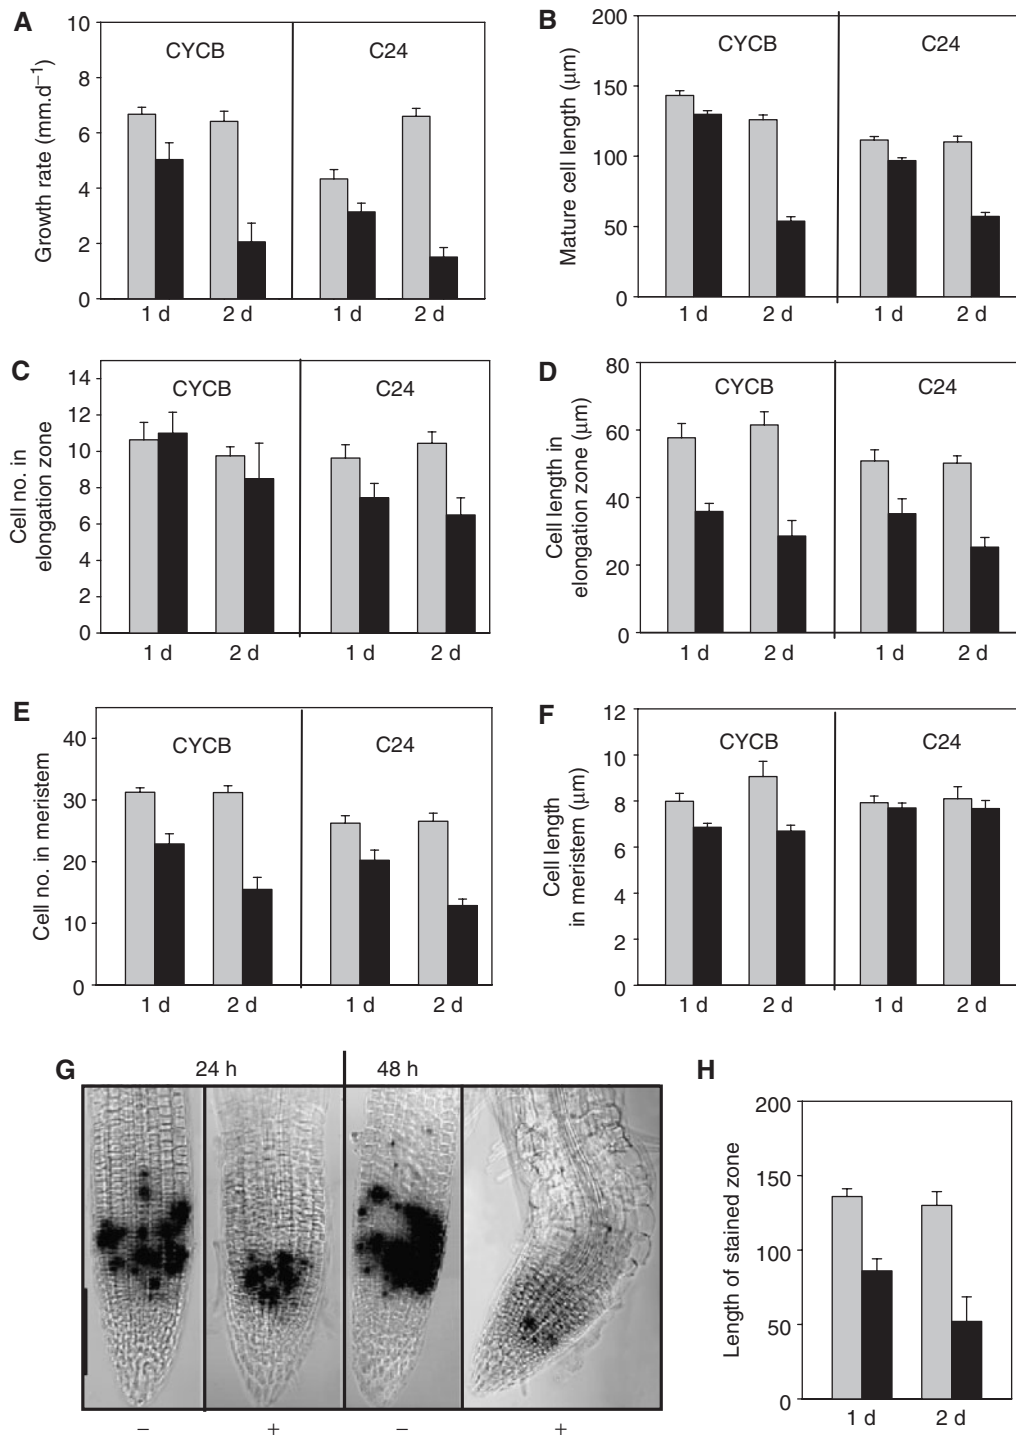 A
CYCB
C24
Growth rate (mm.d⁻¹)
10
8
6
4
2
0
1 d
2 d
1 d
2 d
B
CYCB
C24
Mature cell length (μm)
200
150
100
50
0
1 d
2 d
1 d
2 d
C
CYCB
C24
Cell no. in
elongation zone
14
12
10
8
6
4
2
0
1 d
2 d
1 d
2 d
D
CYCB
C24
Cell length in
elongation zone (μm)
80
60
40
20
0
1 d
2 d
1 d
2 d
E
CYCB
C24
Cell no. in meristem
40
30
20
10
0
1 d
2 d
1 d
2 d
F
CYCB
C24
Cell length
in meristem (μm)
12
10
8
6
4
2
0
1 d
2 d
1 d
2 d
G
24 h
48 h
−
+
−
+
H
Length of stained zone
200
150
100
50
0
1 d
2 d